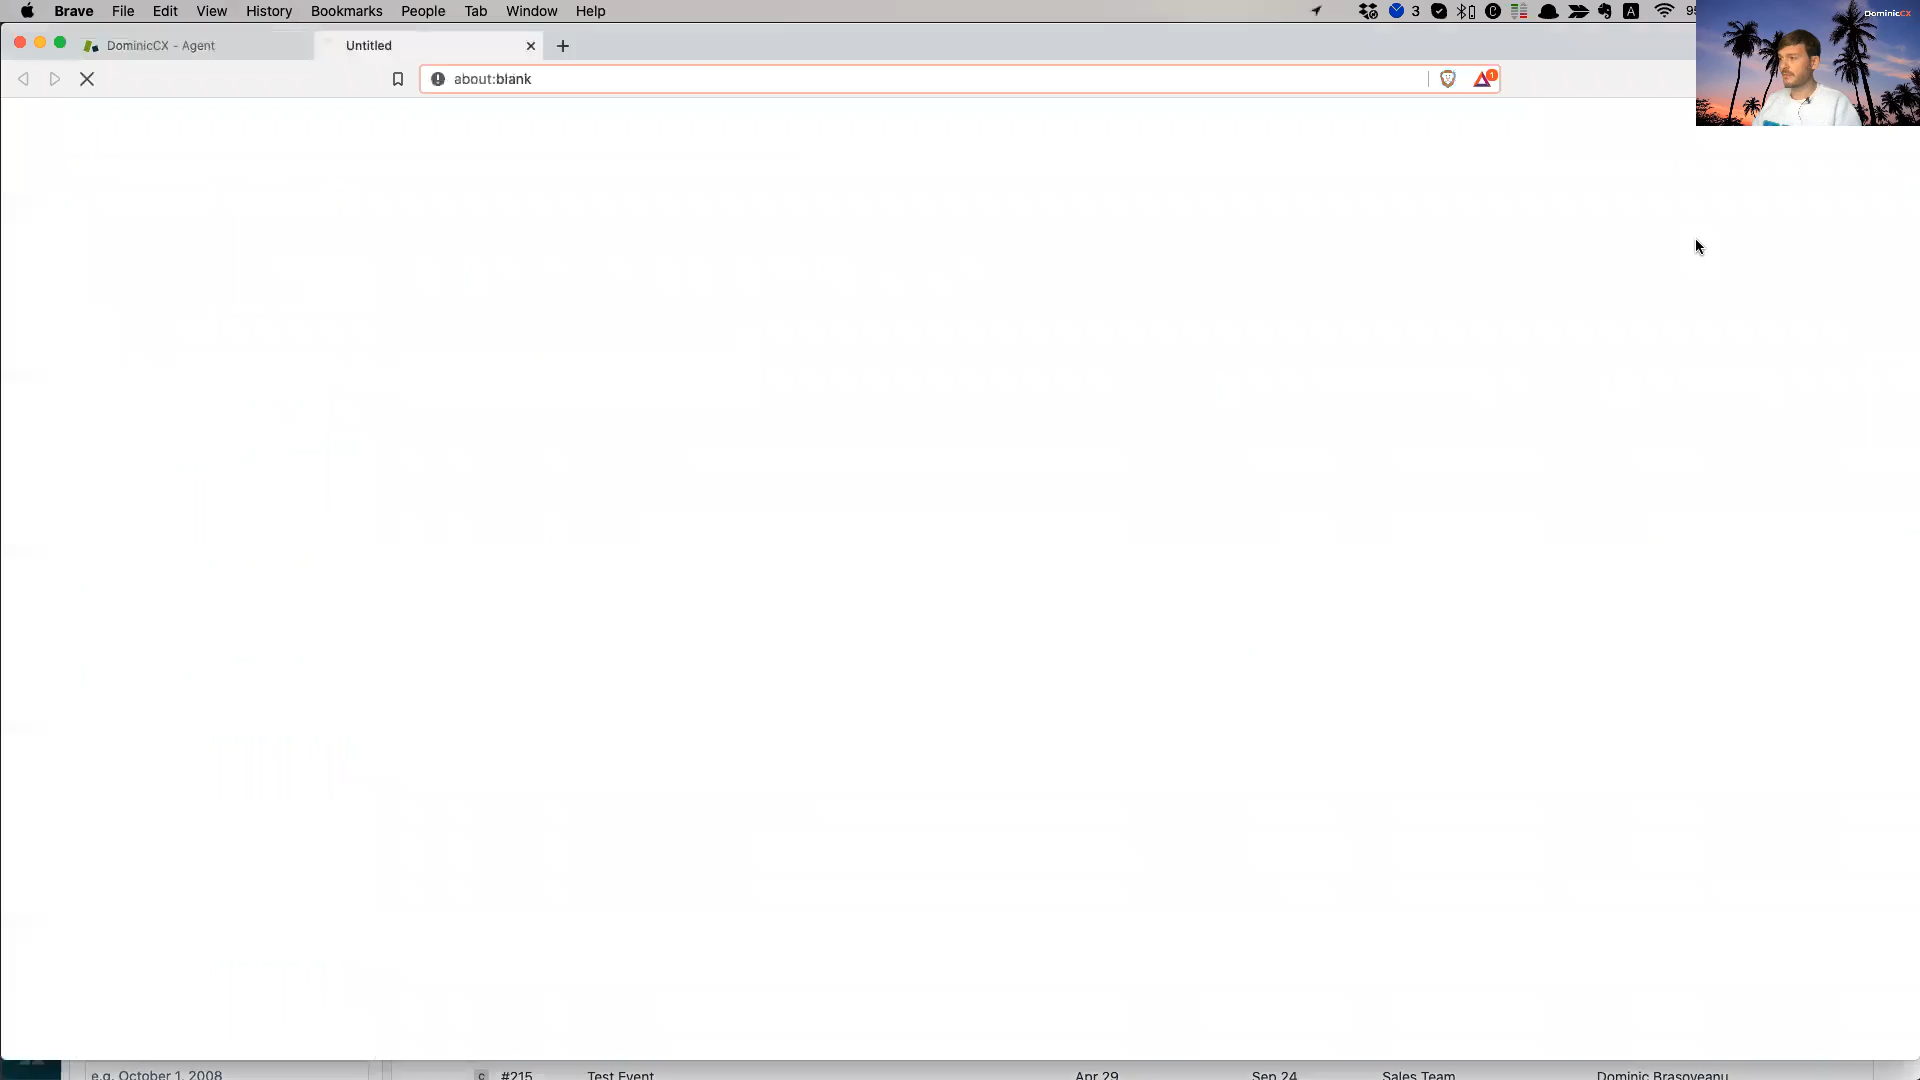 Brave File Edit View History Bookmarks People Tab Window Help 3
DominicCX
DominicCX - Agent Untitled
about:blank
e.g. October 1, 2008 c #215 Test Event Apr 29 Sep 24 Sales Team Dominic Brasoveanu